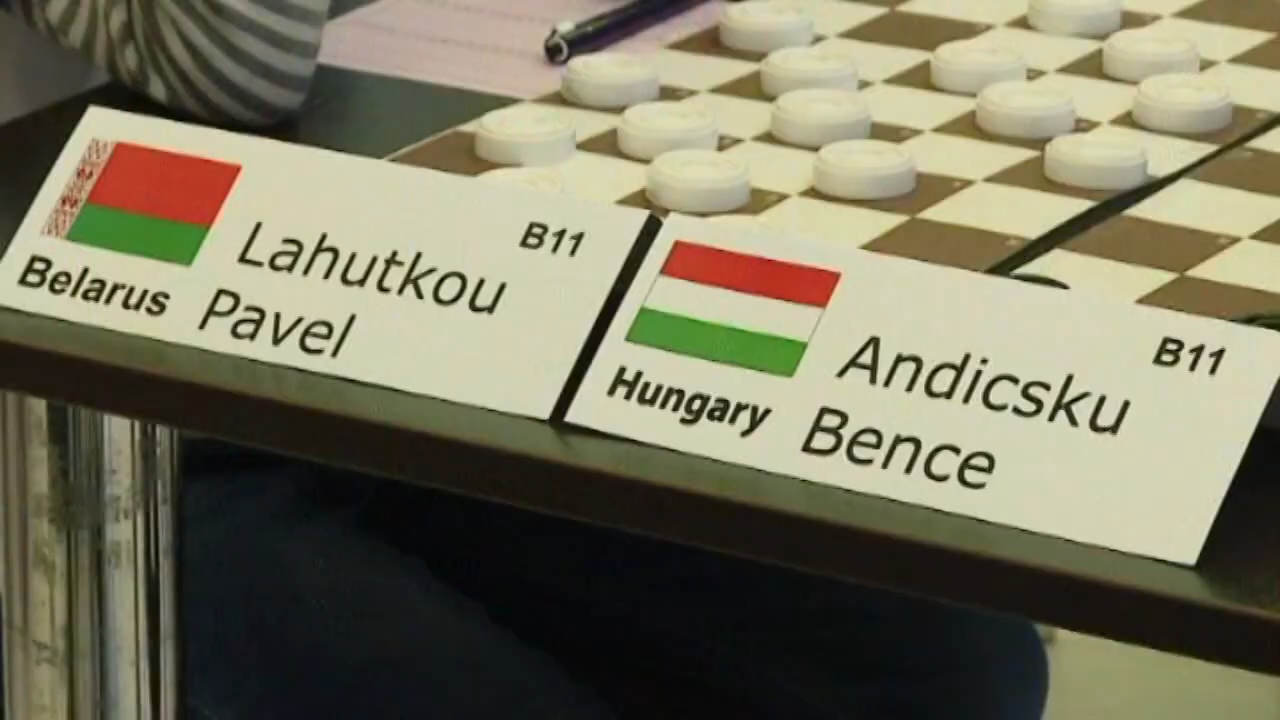 B11
Lahutkou
Belarus Pavel
B11
Andicsku
Hungary Bence